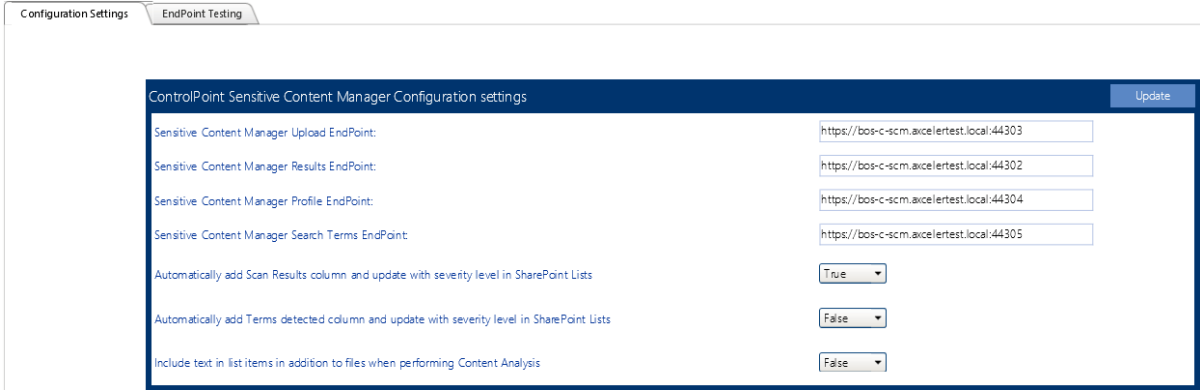 Configuration Settings EndPoint Testing
ControlPoint Sensitive Content Manager Configuration settings Update
Sensitive Content Manager Upload EndPoint: https://bos-c-scm.axcelertest.local:44303
Sensitive Content Manager Results EndPoint: https://bos-c-scm.axcelertest.local:44302
Sensitive Content Manager Profile EndPoint: https://bos-c-scm.axcelertest.local:44304
Sensitive Content Manager Search Terms EndPoint: https://bos-c-scm.axcelertest.local:44305
Automatically add Scan Results column and update with severity level in SharePoint Lists True
Automatically add Terms detected column and update with severity level in SharePoint Lists False
Include text in list items in addition to files when performing Content Analysis False